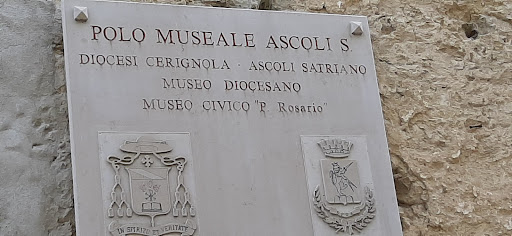 POLO MUSEALE ASCOLI S.
DIOCESI CERIGNOLA - ASCOLI SATRIANO
MUSEO DIOCESANO
MUSEO CIVICO "P. Rosario"
IN SPIRITU ET VERITATE